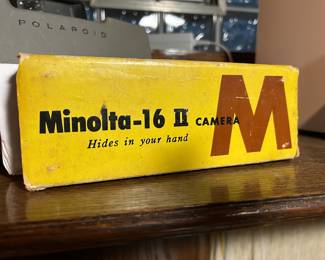 POLAROID
Minolta-16 II CAMERA
Hides in your hand
M